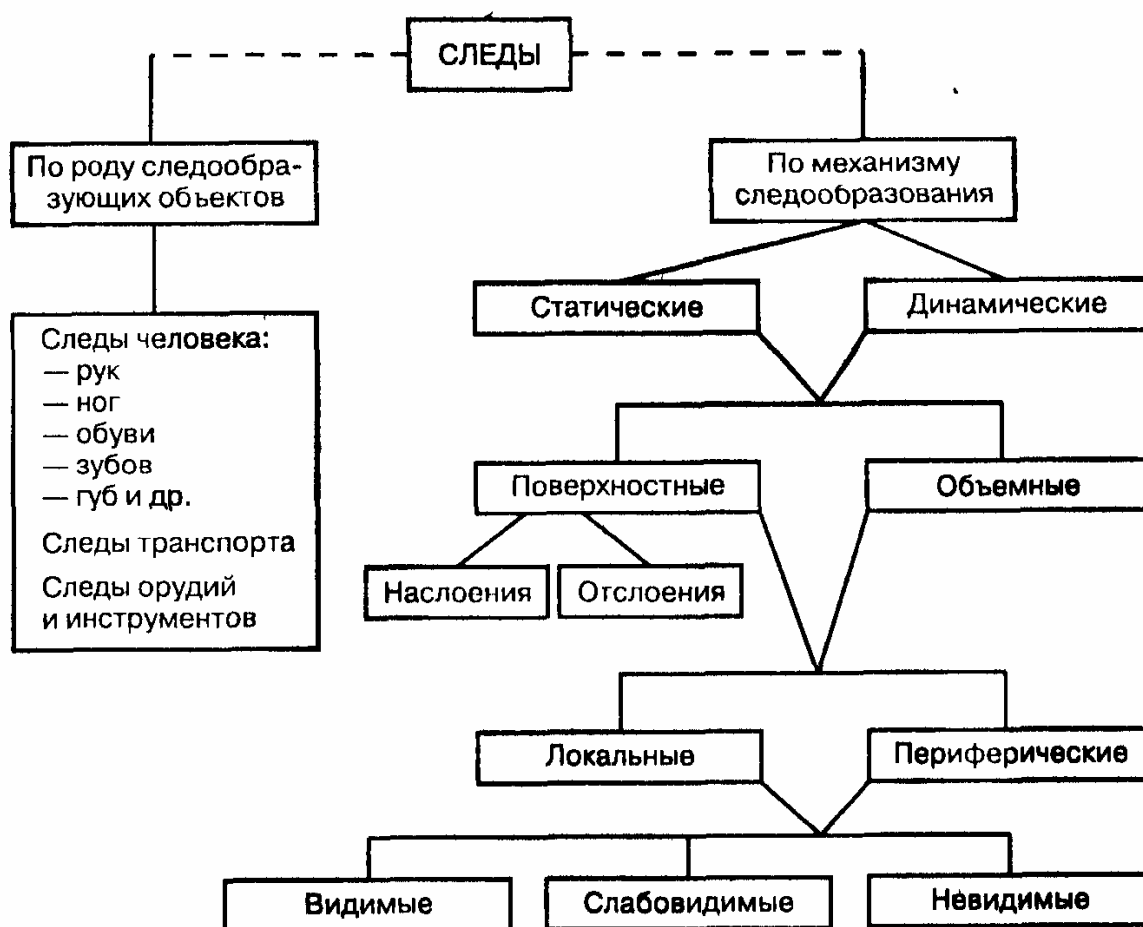 СЛЕДЫ
По роду следообра-
зующих объектов
По механизму
следообразования
Статические
Динамические
Следы человека:
— рук
— ног
— обуви
— зубов
— губ и др.
Следы транспорта
Следы орудий
и инструментов
Поверхностные
Объемные
Наслоения
Отслоения
Локальные
Периферические
Видимые
Слабовидимые
Невидимые